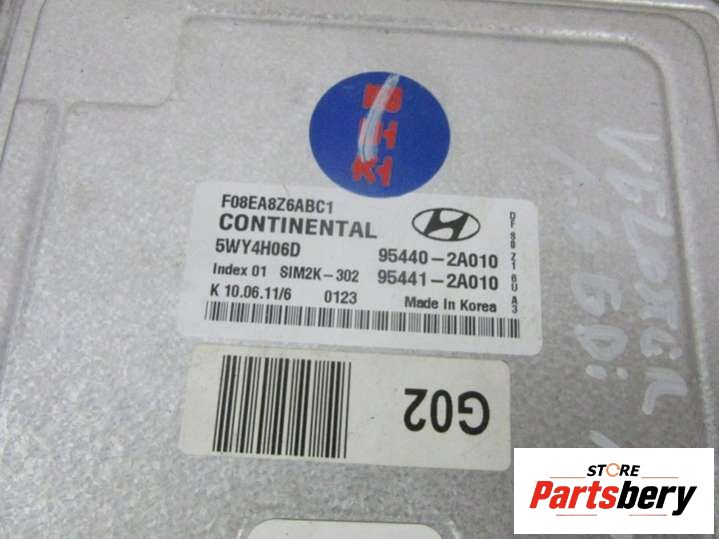 F08EA8Z6ABC1
CONTINENTAL
5WY4H06D 95440-2A010
Index 01 SIM2K-302 95441-2A010
K 10.06.11/6 0123 Made In Korea
G02
GDi
STORE
Partsbery